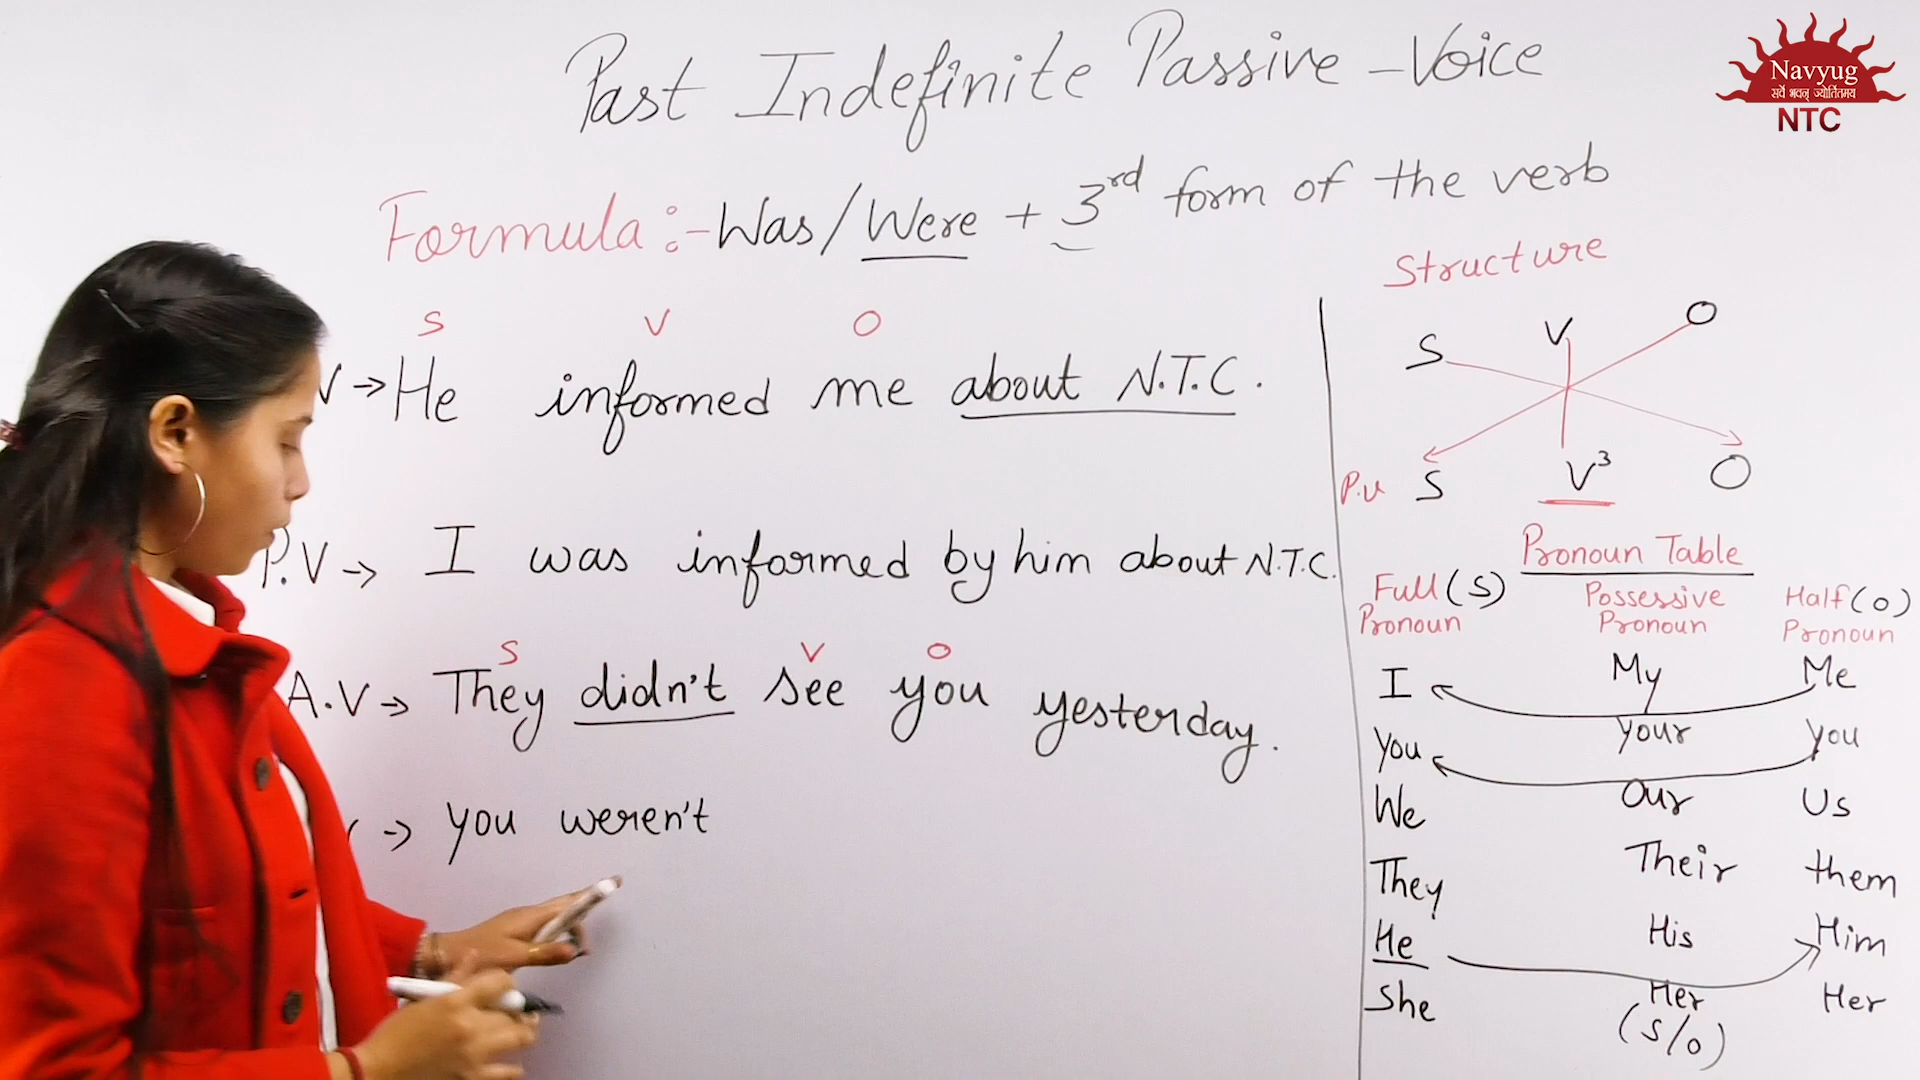 Past Indefinite Passive - Voice
Navyug
सर्वे भवन् ज्योतिर्मय
NTC
Formula :- Was / Were + 3rd form of the verb
S V O
V → He informed me about N.T.C.
P.V → I was informed by him about N.T.C.
S V O
A.V → They didn't see you yesterday.
→ you weren't
Structure
S V O
P.V S V3 O
Pronoun Table
Full (S) Possessive Half (O)
Pronoun Pronoun Pronoun
I My Me
You your you
We Our Us
They Their them
He His Him
She Her Her
(S/O)